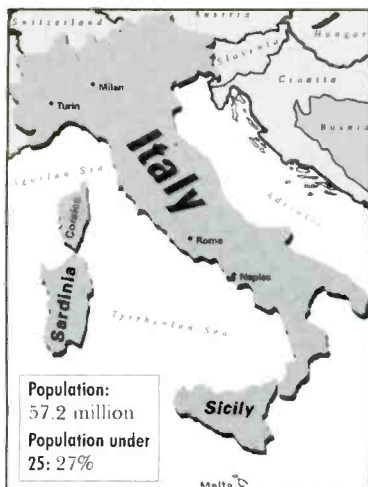 Switzerland
Austria
Hungar
Slovenia
Croatia
Bosnia
Milan
Turin
Italy
Ligurian Sea
Corsica
Adriatic
Rome
Naples
Sardinia
Tyrrhenian Sea
Sicily
Malta
Population:
57.2 million
Population under
25: 27%